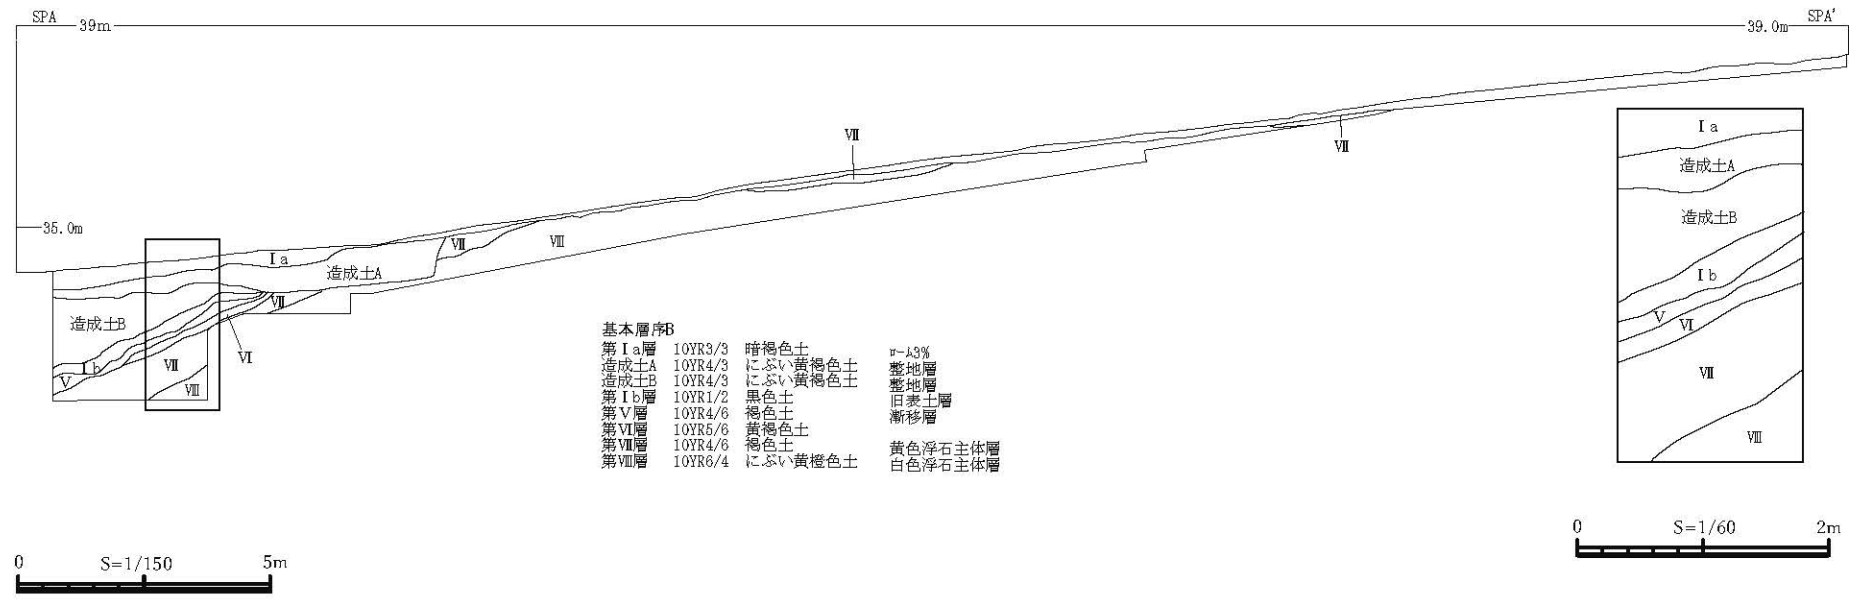 SPA
39m
39.0m
SPA'
Ⅶ
Ⅶ
Ⅰa
造成土A
造成土B
Ⅰb
Ⅴ
Ⅵ
Ⅶ
Ⅷ
35.0m
Ⅰa
造成土A
Ⅶ
Ⅷ
Ⅶ
造成土B
Ⅵ
Ⅰb
Ⅴ
Ⅶ
Ⅷ
基本層序B
第Ⅰa層 10YR3/3 暗褐色土 ローム3%
造成土A 10YR4/3 にぶい黄褐色土 整地層
造成土B 10YR4/3 にぶい黄褐色土 整地層
第Ⅰb層 10YR1/2 黒色土 旧表土層
第Ⅴ層 10YR4/6 褐色土 漸移層
第Ⅵ層 10YR5/6 黄褐色土
第Ⅶ層 10YR4/6 褐色土 黄色浮石主体層
第Ⅷ層 10YR6/4 にぶい黄橙色土 白色浮石主体層
0 S=1/150 5m
0 S=1/60 2m